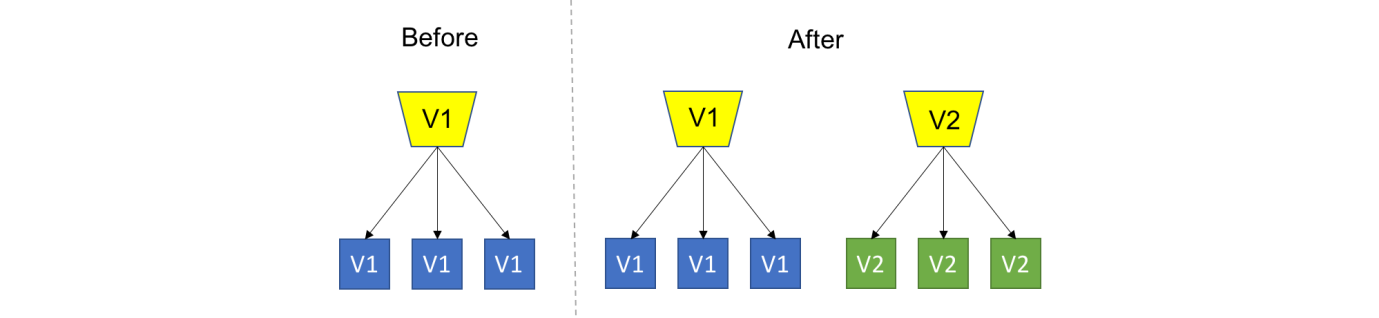 Before
After
V1
V1
V2
V1 V1 V1
V1 V1 V1
V2 V2 V2